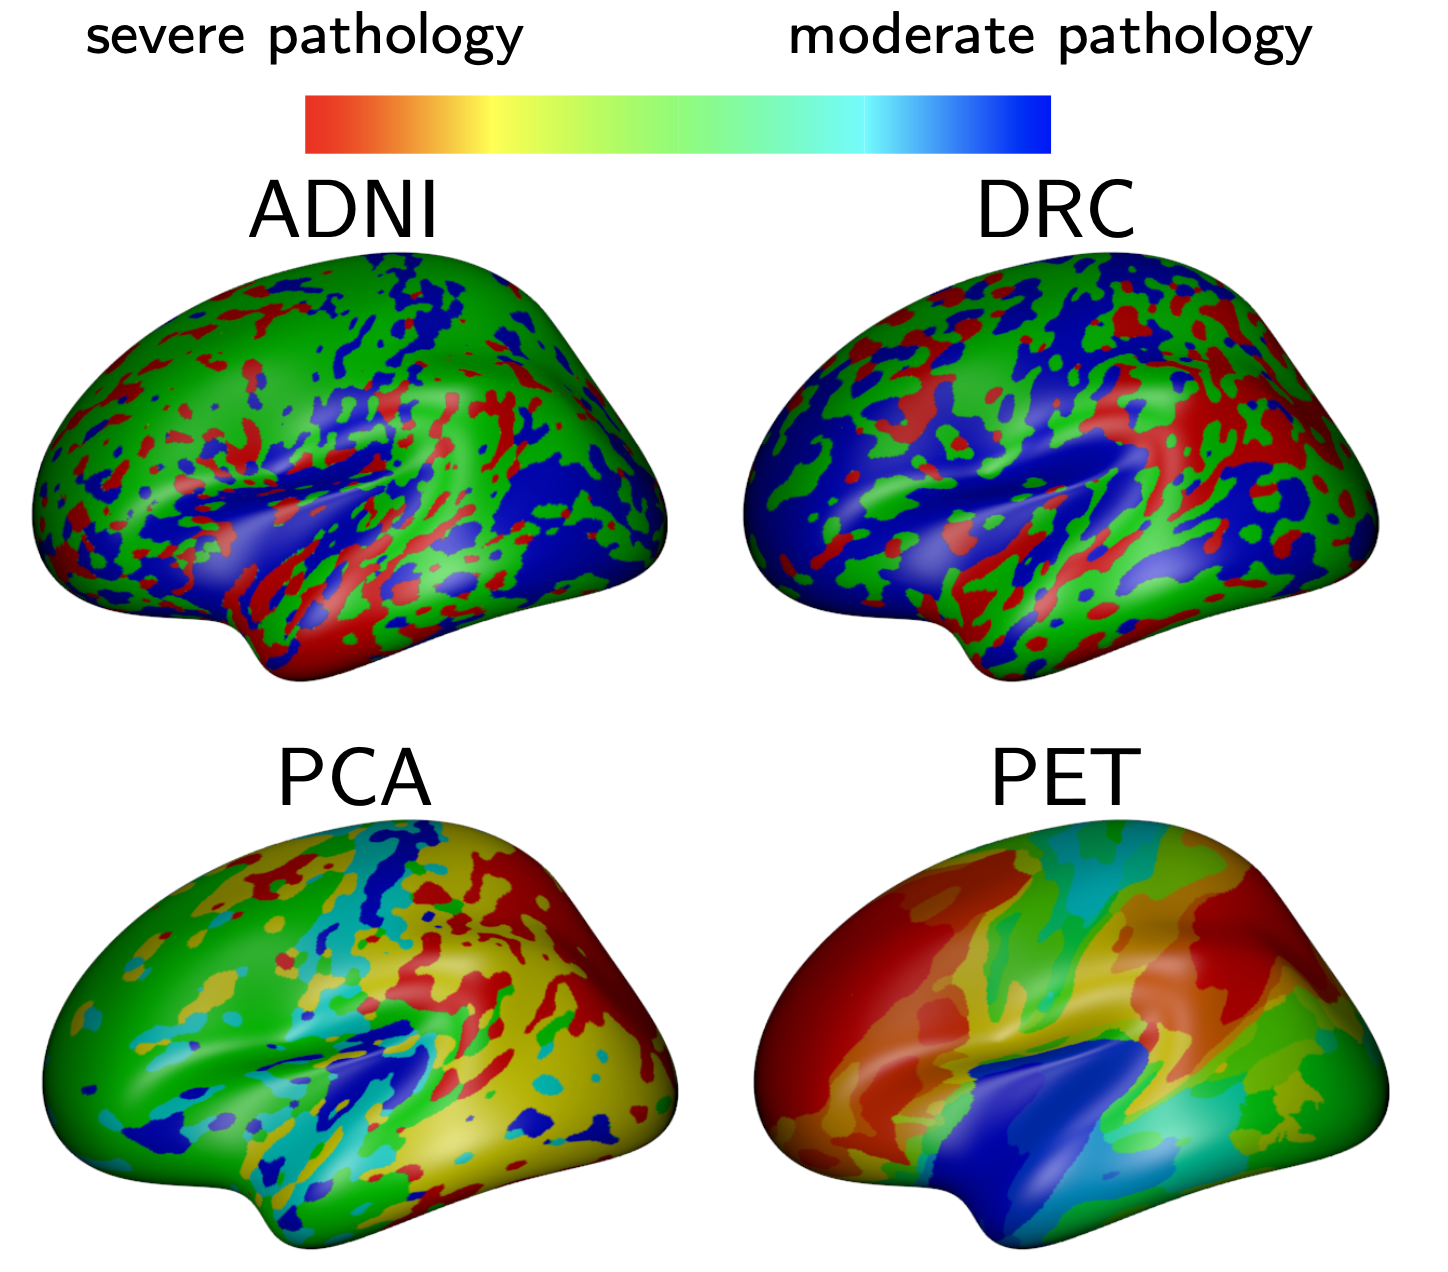 severe pathology
moderate pathology
ADNI
DRC
PCA
PET